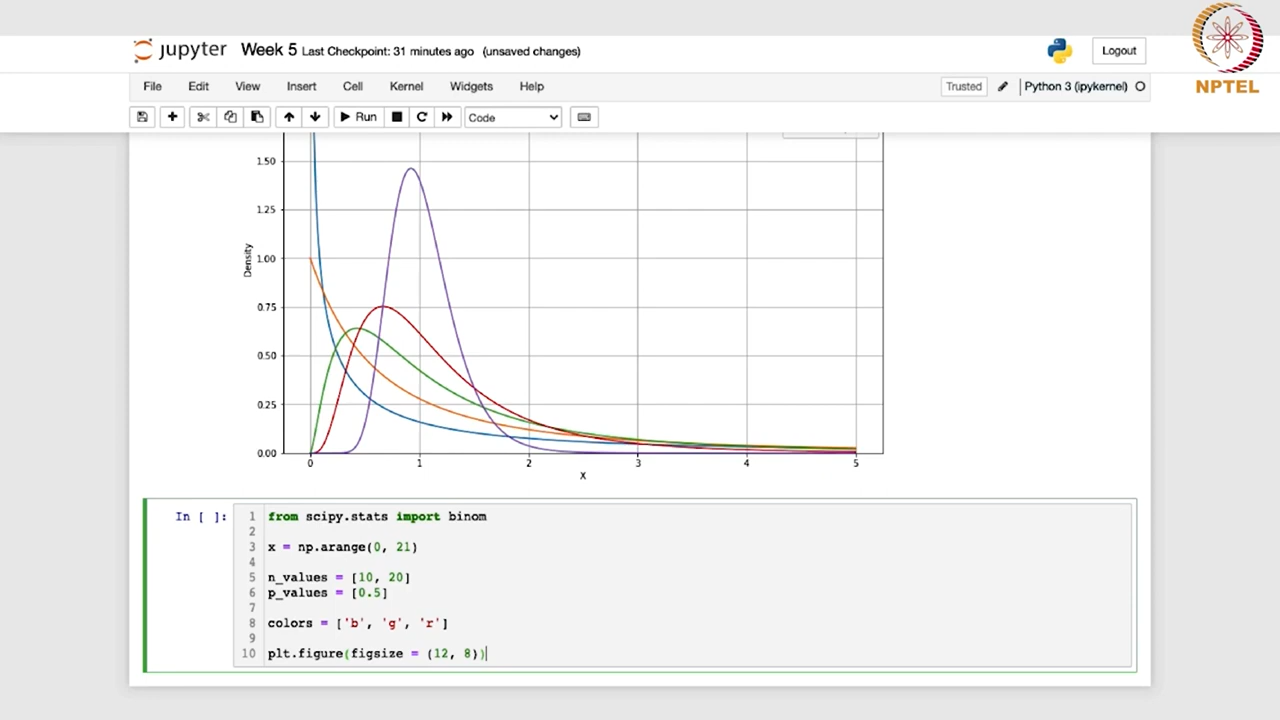 jupyter Week 5 Last Checkpoint: 31 minutes ago (unsaved changes)
Logout
NPTEL
File Edit View Insert Cell Kernel Widgets Help
Trusted Python 3 (ipykernel)
Run Code
1.50
1.25
1.00
0.75
0.50
0.25
0.00
Density
0 1 2 3 4 5
X
In [ ]:
1 from scipy.stats import binom
2
3 x = np.arange(0, 21)
4
5 n_values = [10, 20]
6 p_values = [0.5]
7
8 colors = ['b', 'g', 'r']
9
10 plt.figure(figsize = (12, 8))